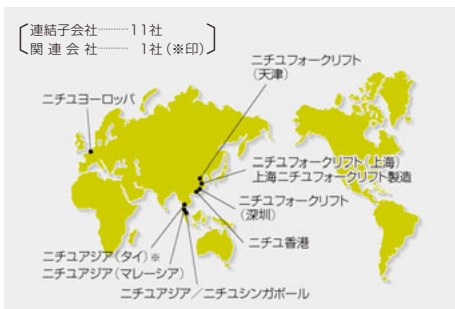 連結子会社…………11社
関連会社………… 1社(※印)
ニチユフォークリフト
(天津)
ニチユヨーロッパ
ニチユフォークリフト(上海)
上海ニチユフォークリフト製造
ニチユフォークリフト
(深圳)
ニチユ香港
ニチユアジア(タイ)※
ニチユアジア(マレーシア)
ニチユアジア/ニチユシンガポール